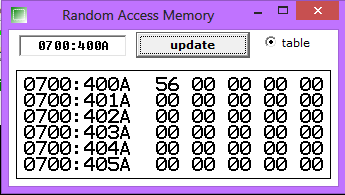 Random Access Memory
0700:400A update table
0700:400A 56 00 00 00 00
0700:401A 00 00 00 00 00
0700:402A 00 00 00 00 00
0700:403A 00 00 00 00 00
0700:404A 00 00 00 00 00
0700:405A 00 00 00 00 00